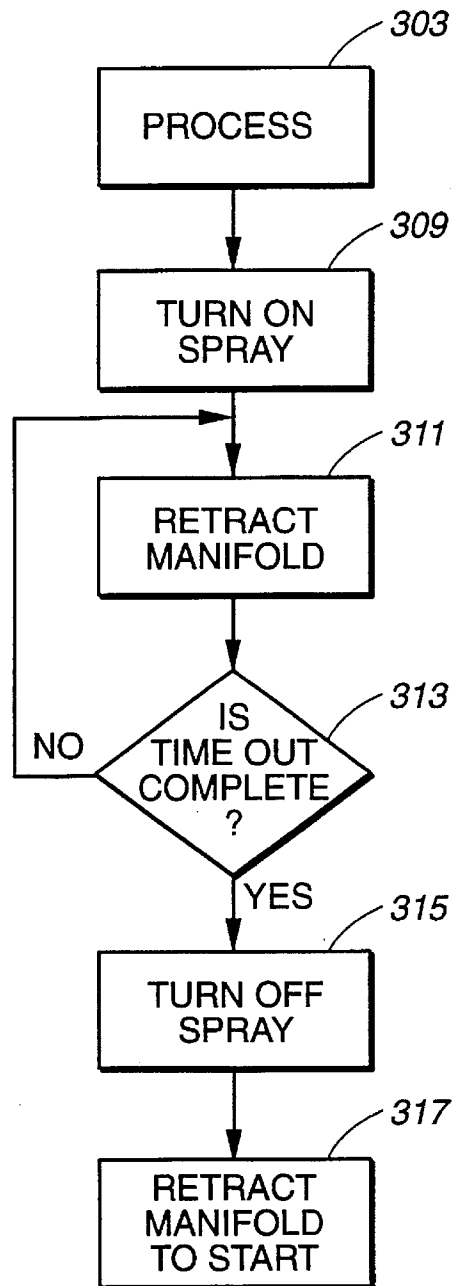 303
PROCESS
309
TURN ON
SPRAY
311
RETRACT
MANIFOLD
313
IS
TIME OUT
COMPLETE
?
NO
YES
315
TURN OFF
SPRAY
317
RETRACT
MANIFOLD
TO START